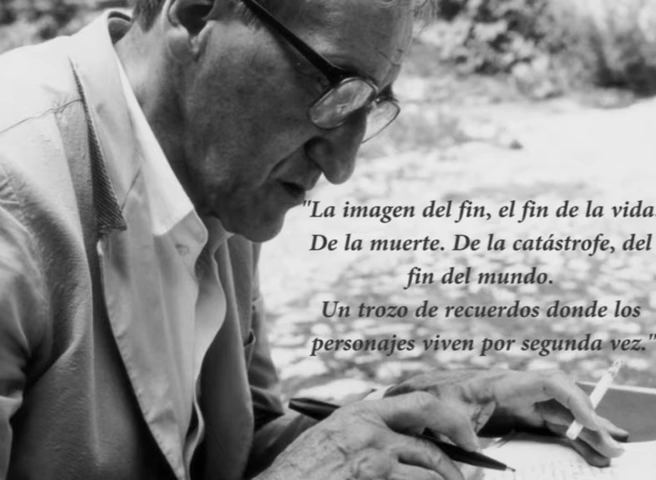 "La imagen del fin, el fin de la vida.
De la muerte. De la catástrofe, del
fin del mundo.
Un trozo de recuerdos donde los
personajes viven por segunda vez."